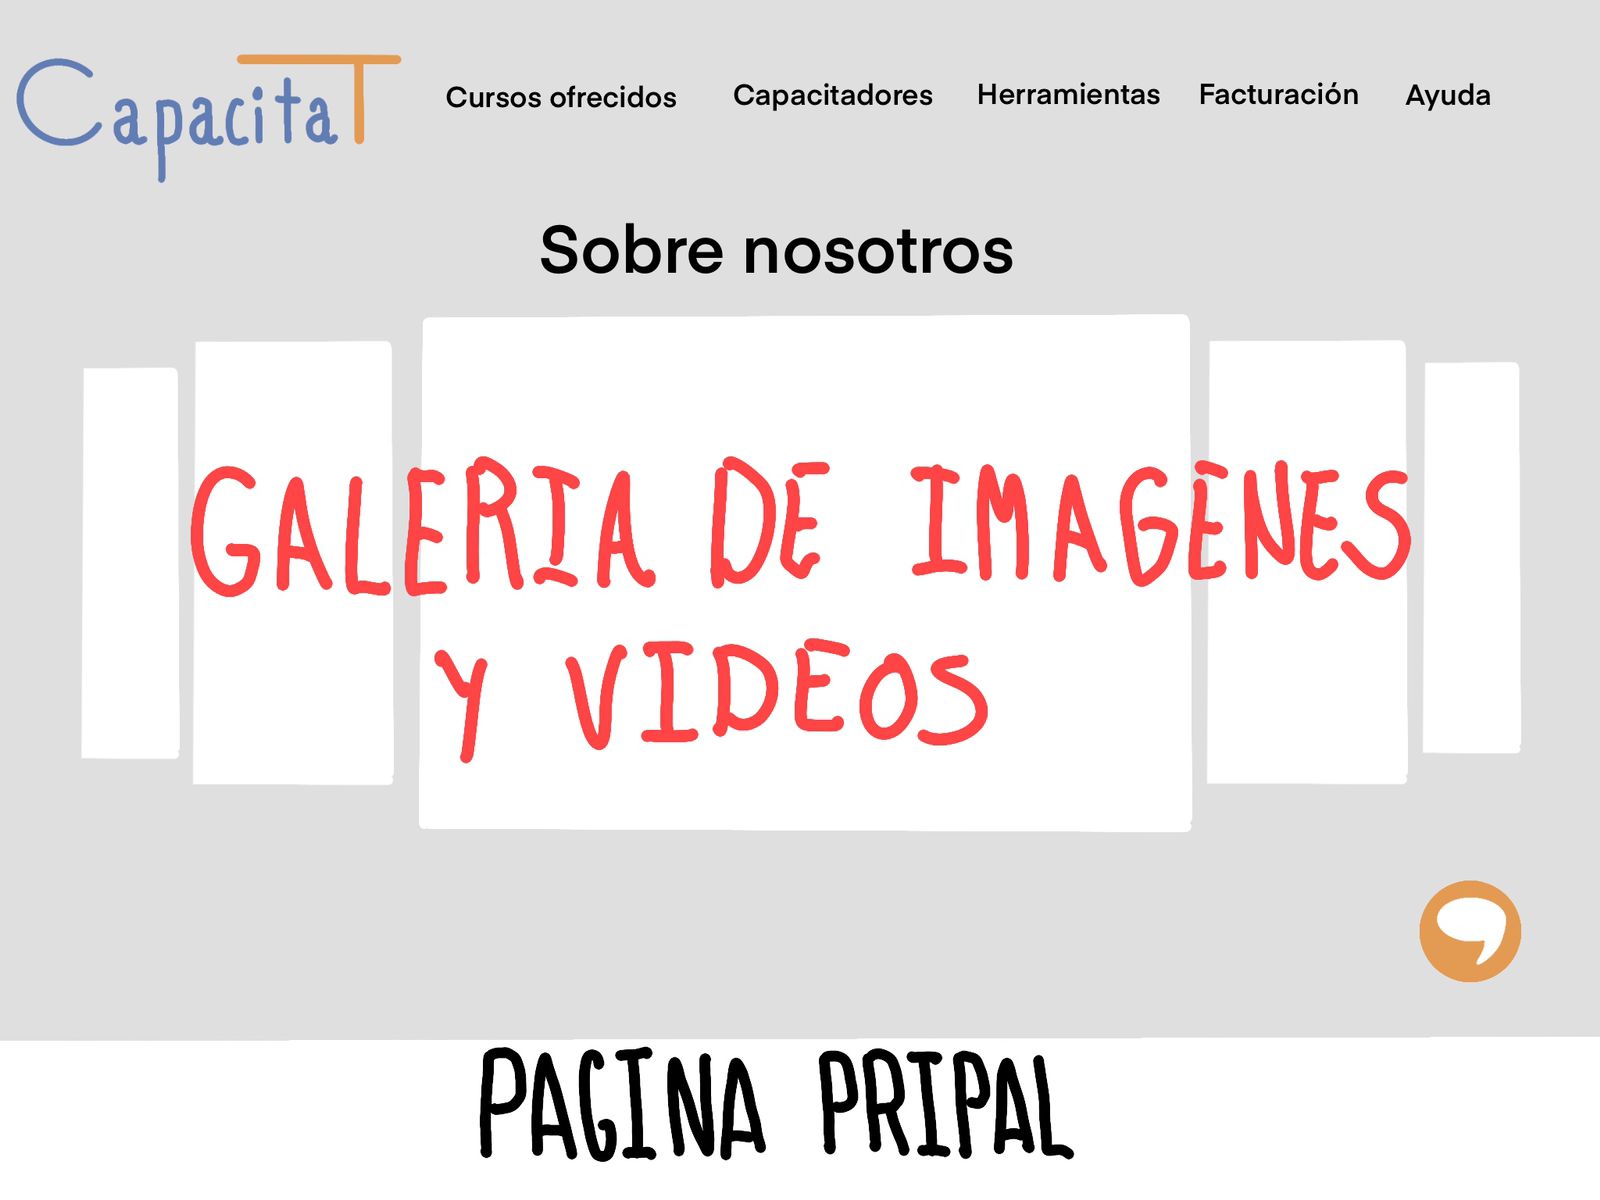 CapacitaT
Cursos ofrecidos Capacitadores Herramientas Facturación Ayuda
Sobre nosotros
GALERIA DE IMAGENES
Y VIDEOS
PAGINA PRIPAL